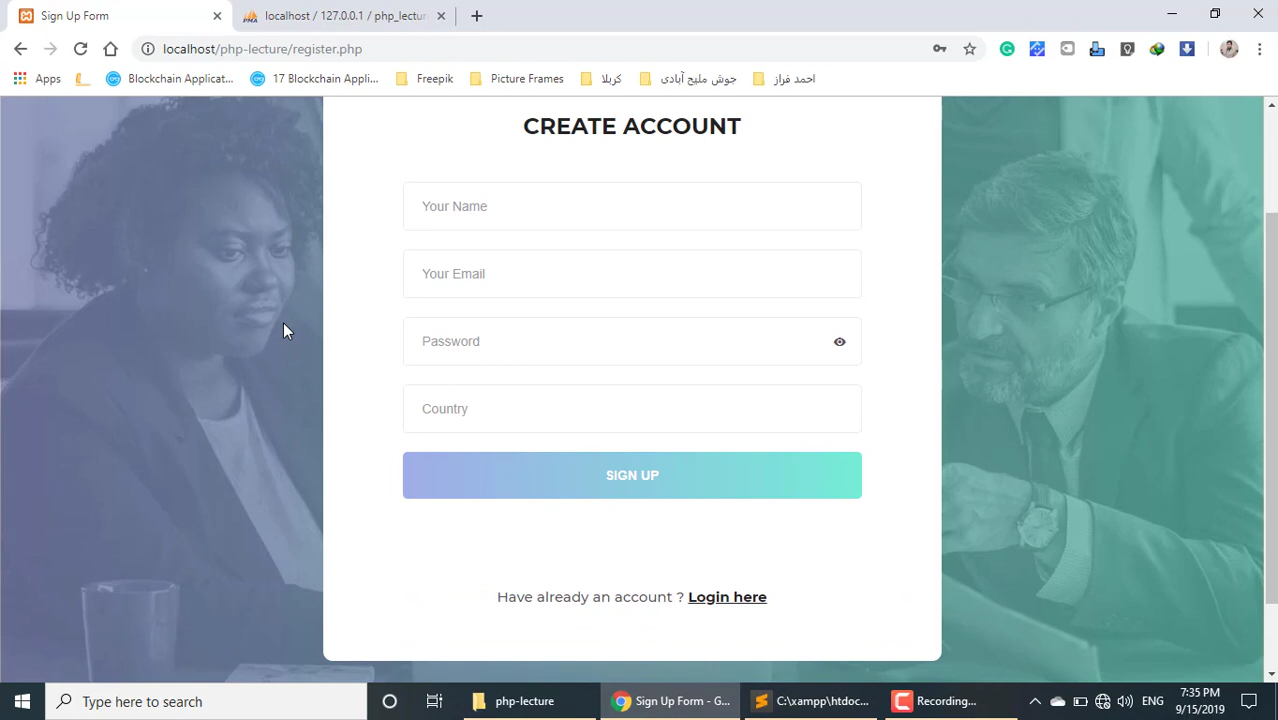 Sign Up Form
localhost / 127.0.0.1 / php_lectur
localhost/php-lecture/register.php
Apps
Blockchain Applicat...
17 Blockchain Appli...
Freepik
Picture Frames
کربلا
جوش ملیح آبادی
احمد فراز
CREATE ACCOUNT
Your Name
Your Email
Password
Country
SIGN UP
Have already an account ? Login here
Type here to search
php-lecture
Sign Up Form - G...
C:\xampp\htdoc...
Recording...
ENG
7:35 PM
9/15/2019